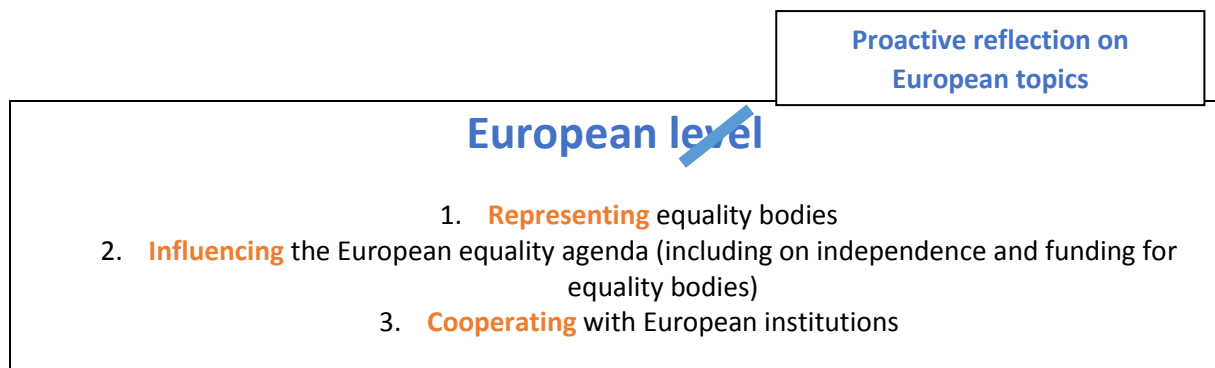 Proactive reflection on
European topics
European level
1. Representing equality bodies
2. Influencing the European equality agenda (including on independence and funding for
equality bodies)
3. Cooperating with European institutions